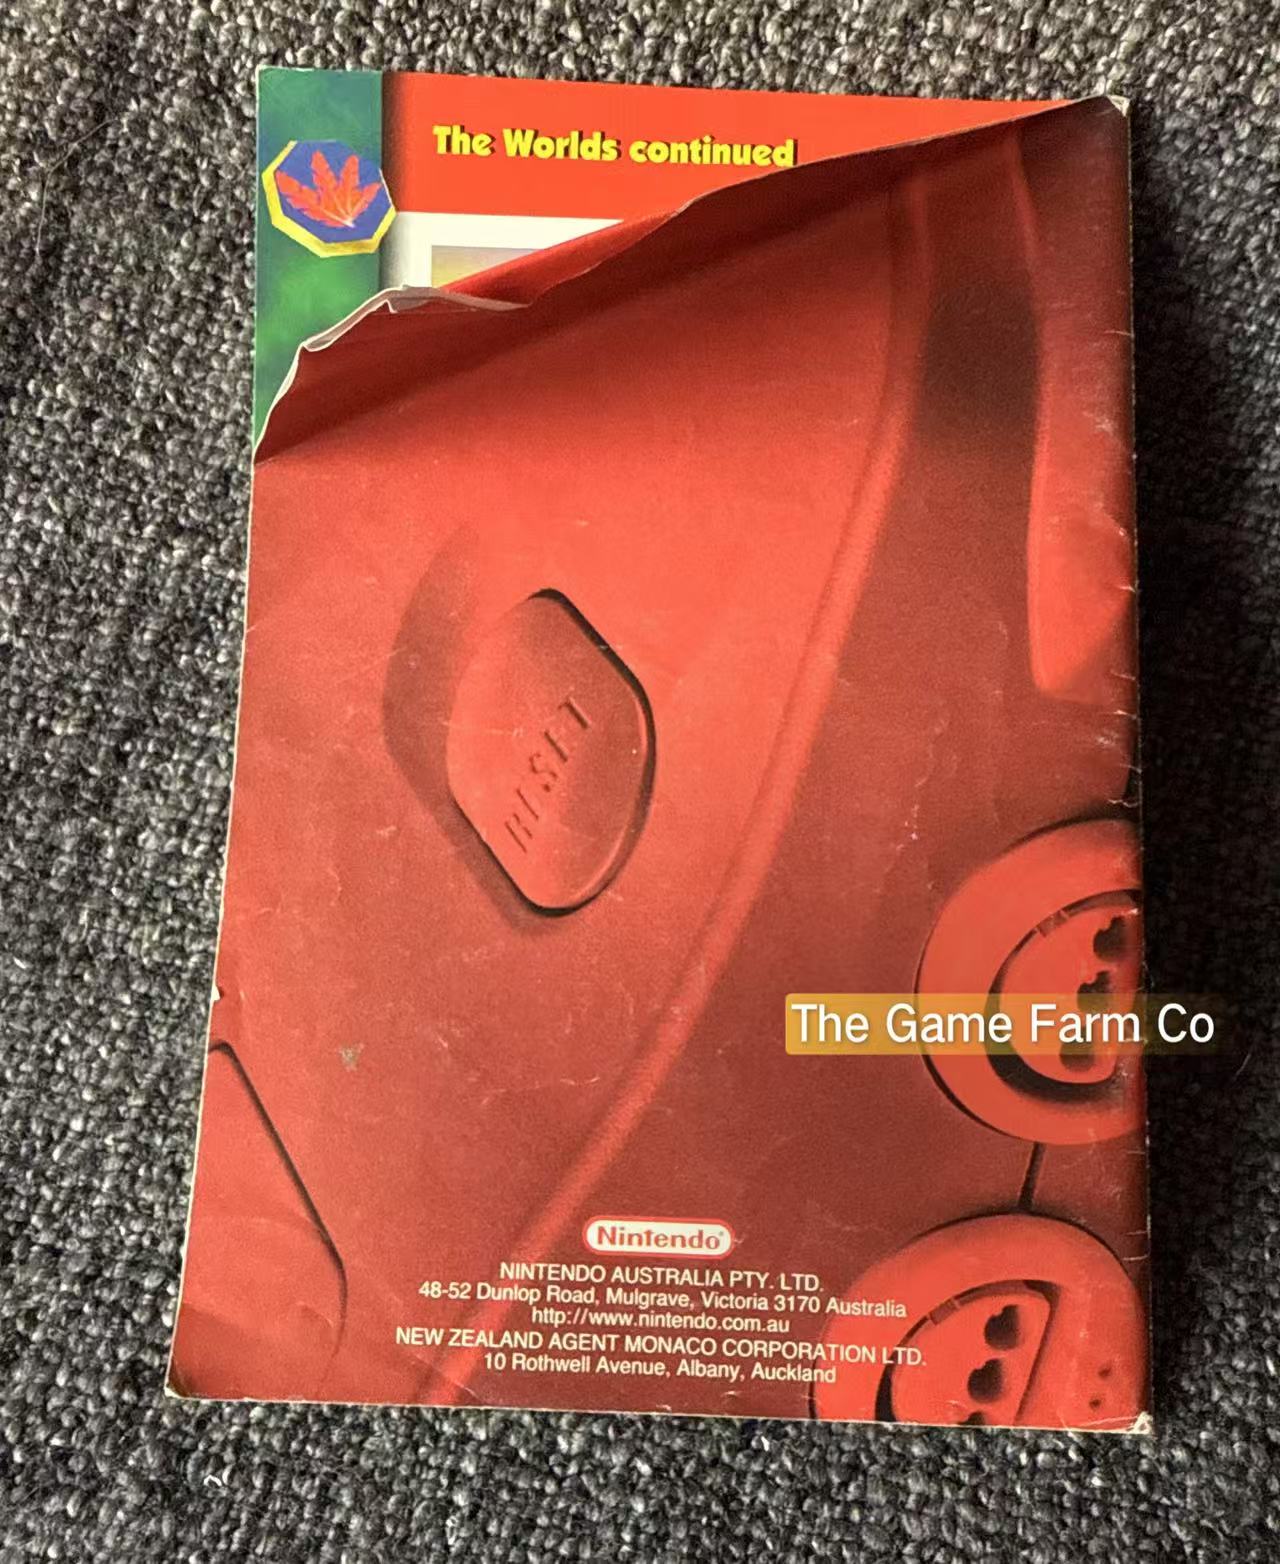 The Worlds continued
RESET
The Game Farm Co
Nintendo®
NINTENDO AUSTRALIA PTY. LTD.
48-52 Dunlop Road, Mulgrave, Victoria 3170 Australia
http://www.nintendo.com.au
NEW ZEALAND AGENT MONACO CORPORATION LTD.
10 Rothwell Avenue, Albany, Auckland